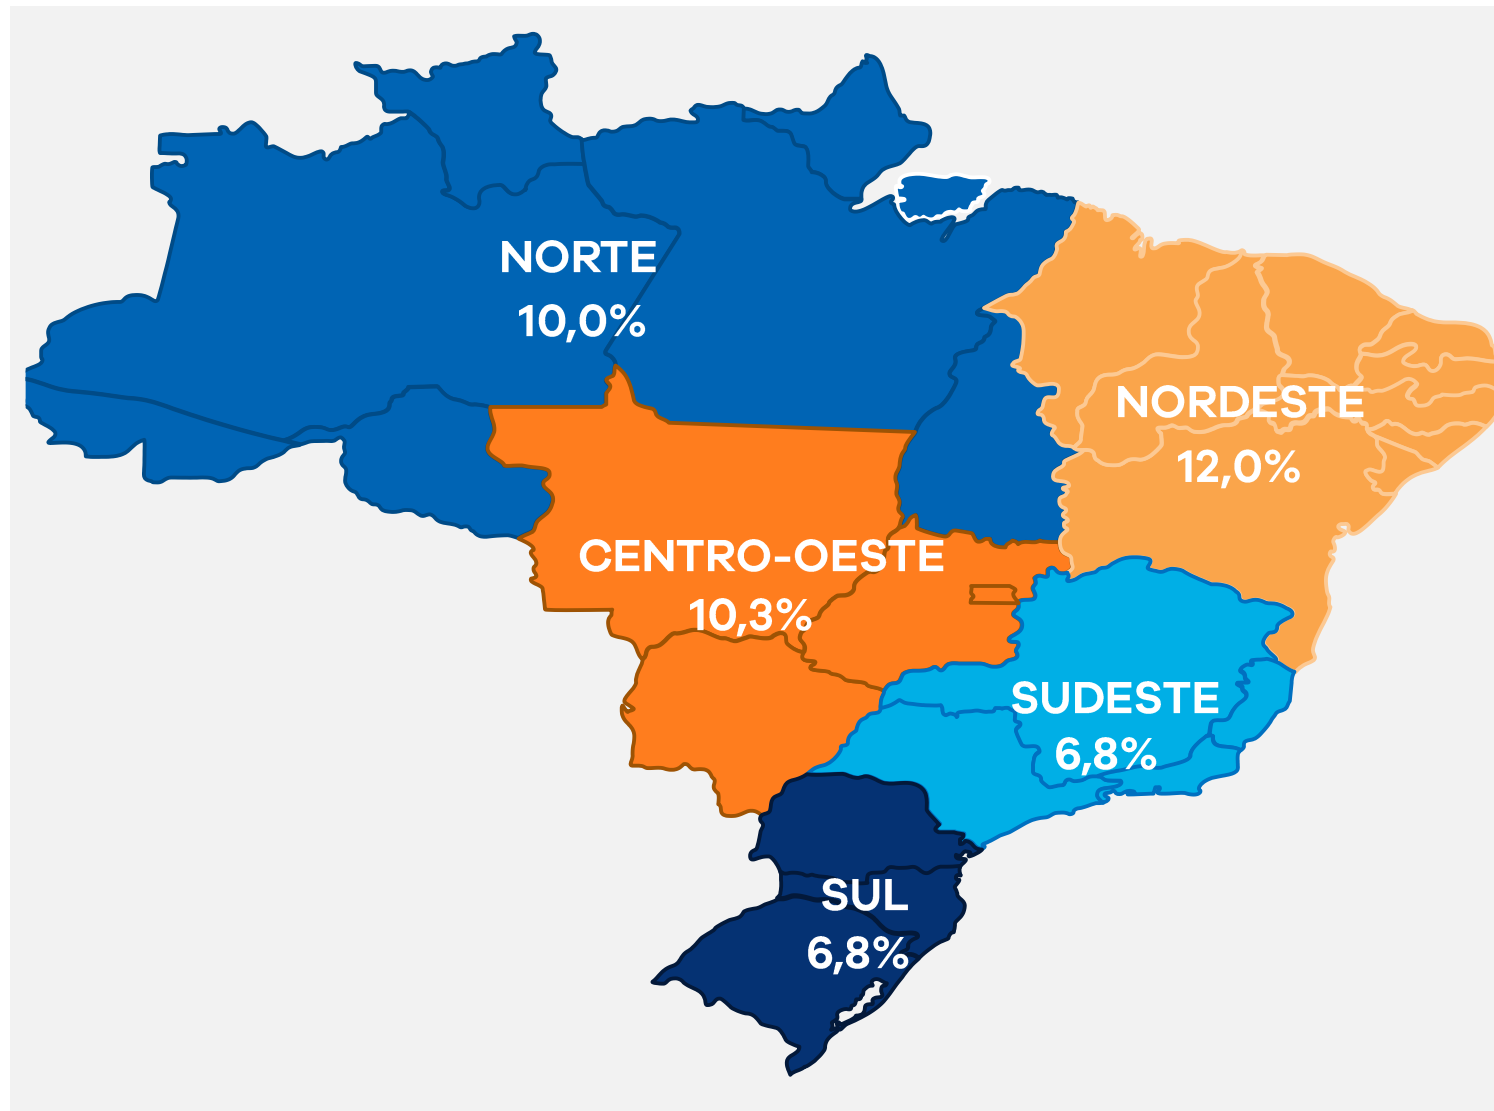 NORTE
10,0%
NORDESTE
12,0%
CENTRO-OESTE
10,3%
SUDESTE
6,8%
SUL
6,8%